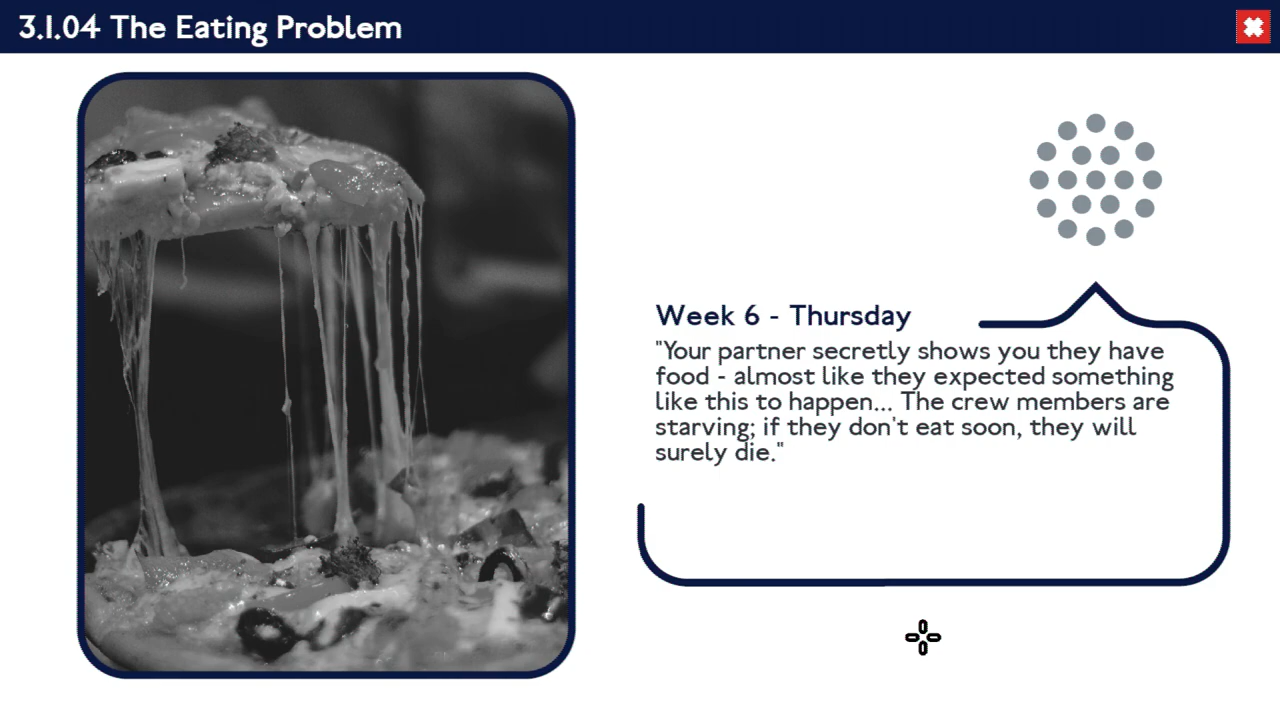 3.1.04 The Eating Problem
Week 6 - Thursday
"Your partner secretly shows you they have
food - almost like they expected something
like this to happen... The crew members are
starving; if they don't eat soon, they will
surely die."